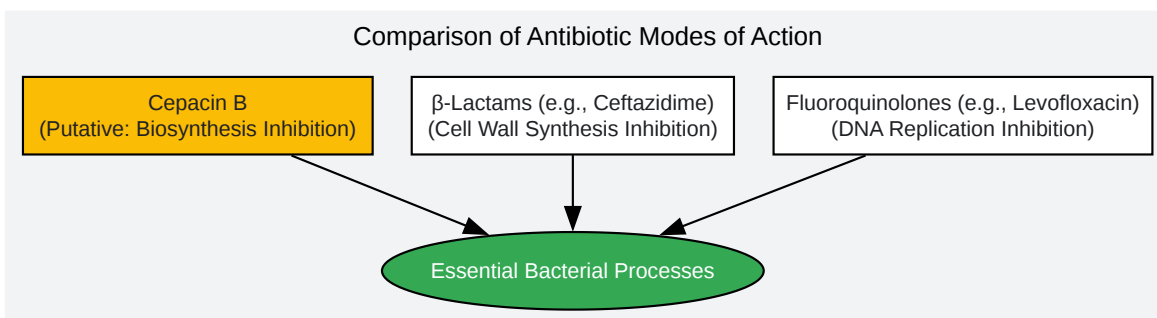 Comparison of Antibiotic Modes of Action
Cepacin B
(Putative: Biosynthesis Inhibition)
β-Lactams (e.g., Ceftazidime)
(Cell Wall Synthesis Inhibition)
Fluoroquinolones (e.g., Levofloxacin)
(DNA Replication Inhibition)
Essential Bacterial Processes